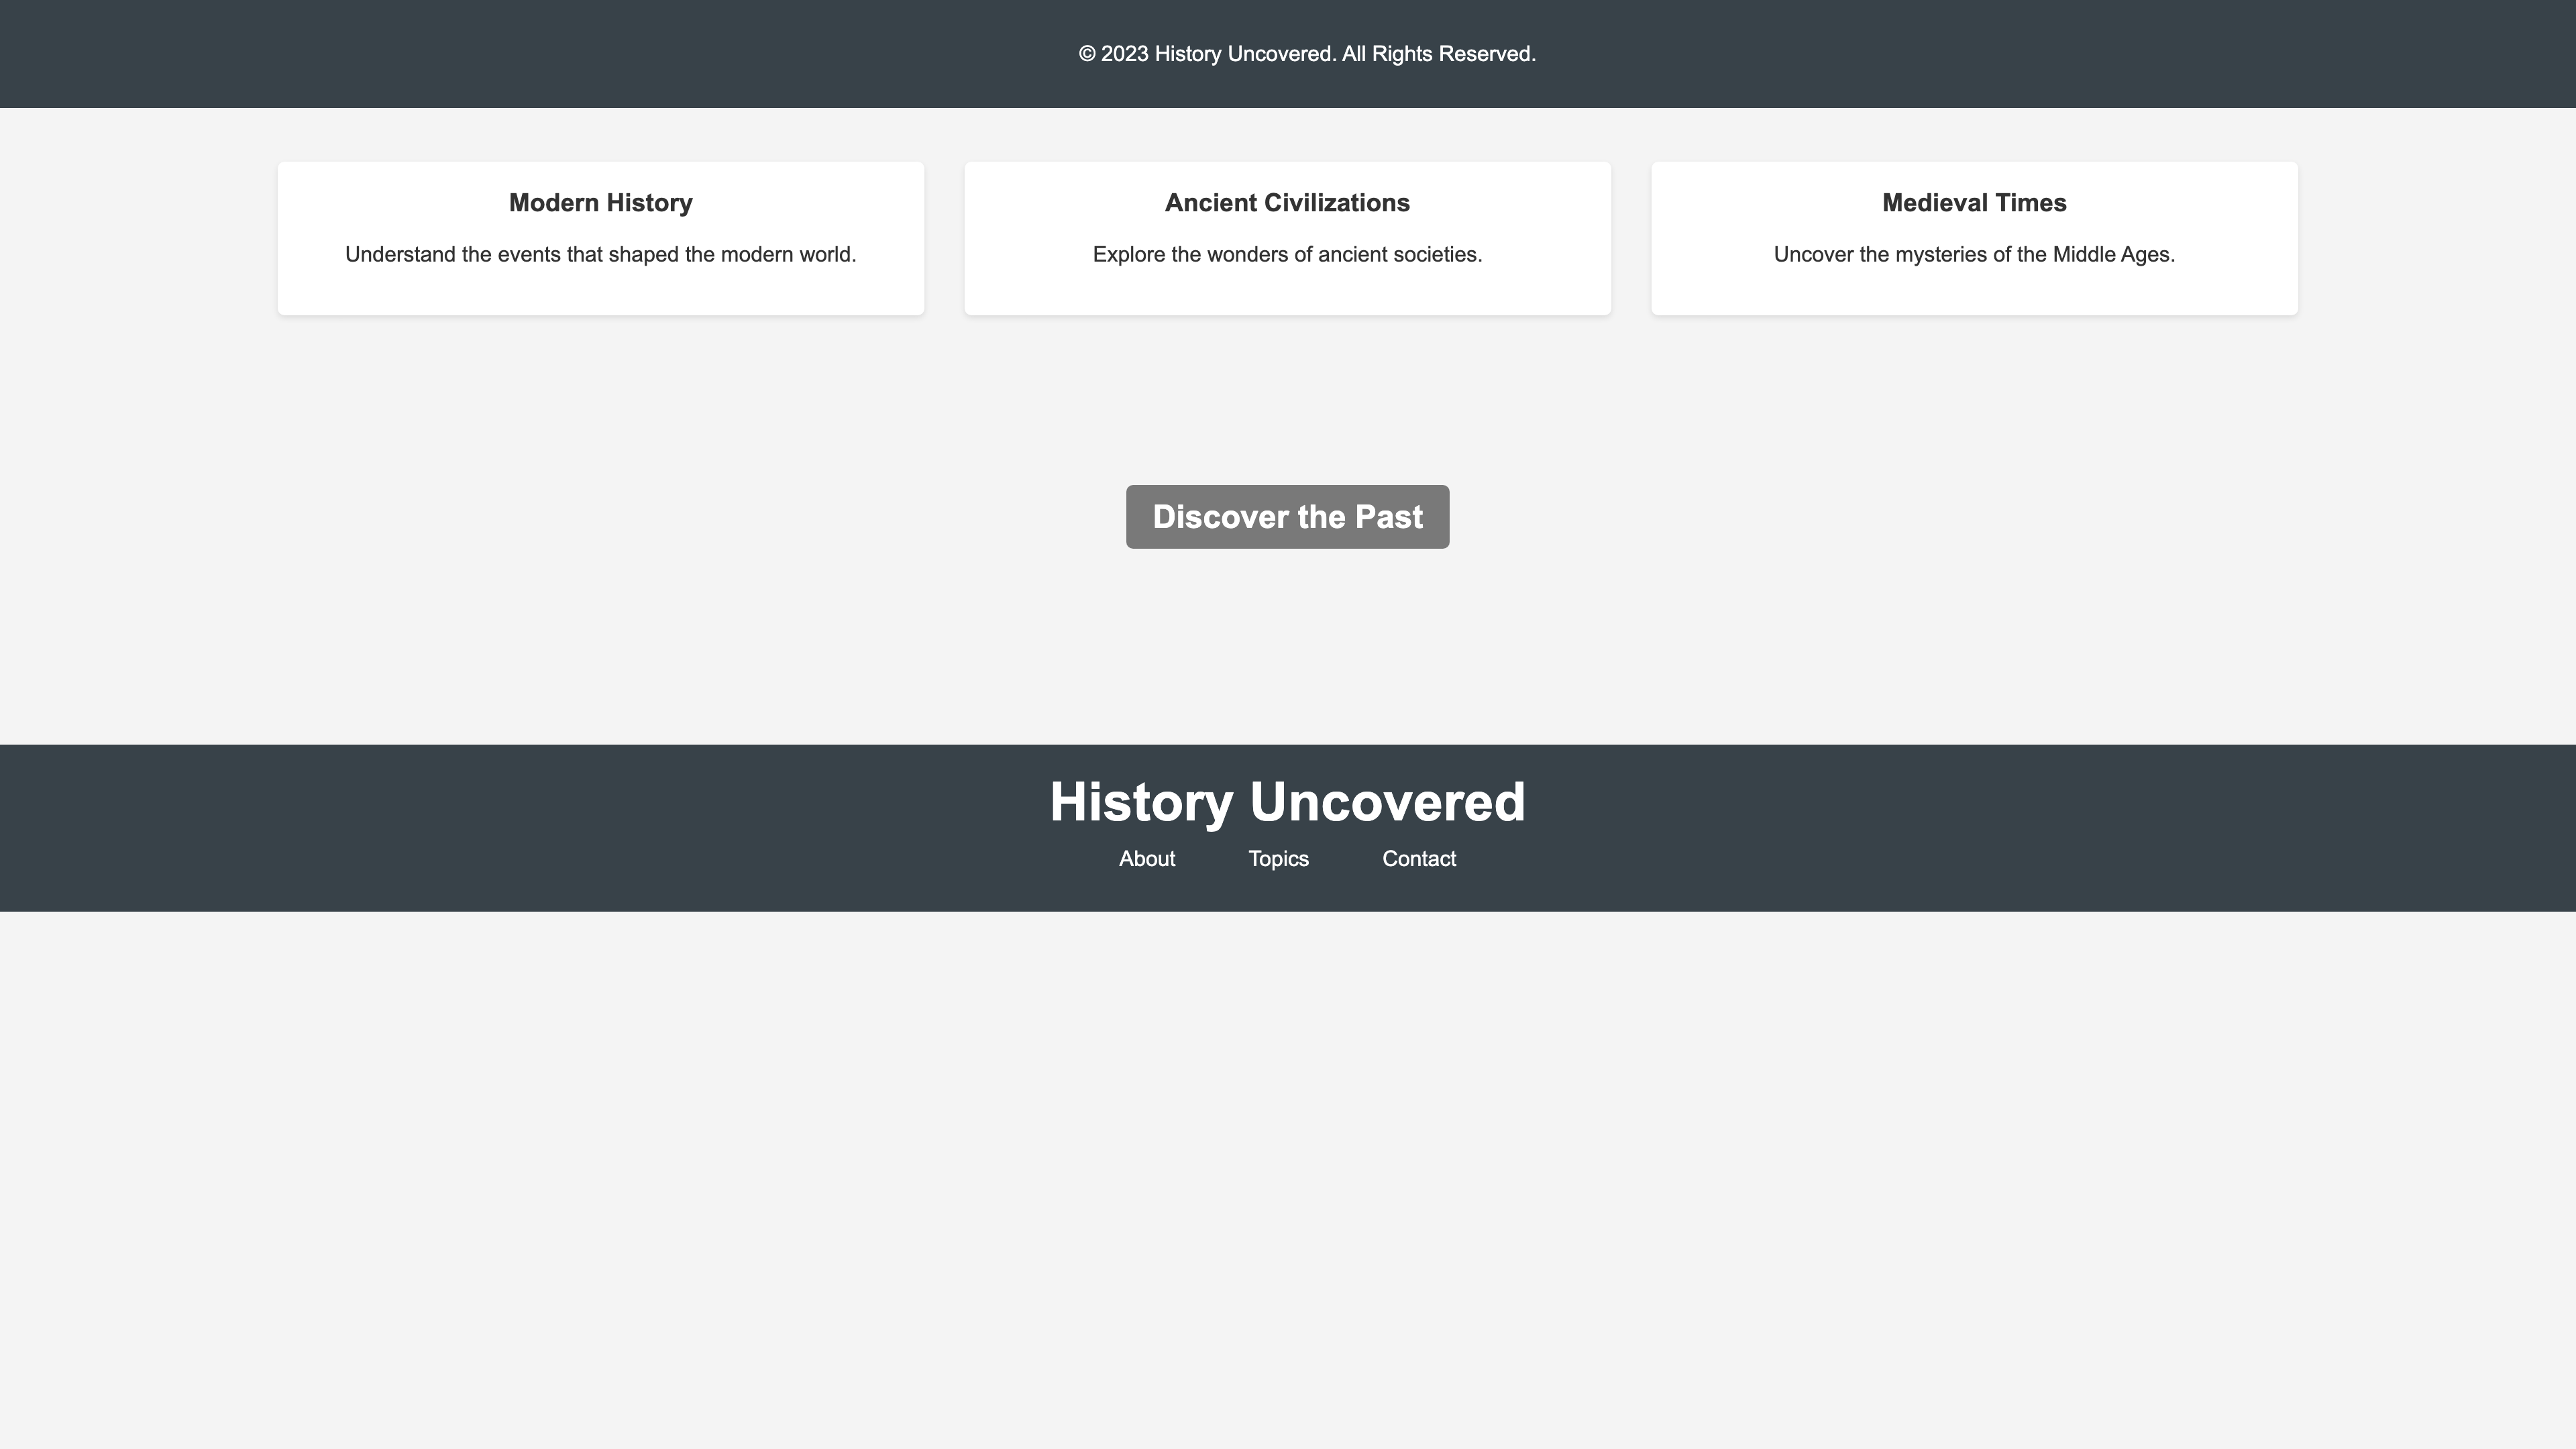 © 2023 History Uncovered. All Rights Reserved.
Modern History
Understand the events that shaped the modern world.
Ancient Civilizations
Explore the wonders of ancient societies.
Medieval Times
Uncover the mysteries of the Middle Ages.
Discover the Past
History Uncovered
About Topics Contact